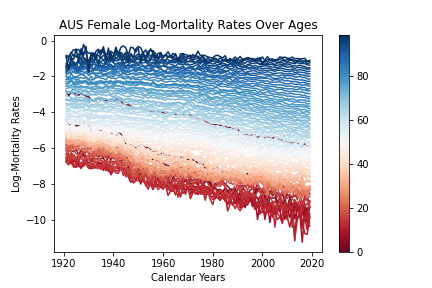 AUS Female Log-Mortality Rates Over Ages
0
−2
−4
−6
−8
−10
Log-Mortality Rates
1920 1940 1960 1980 2000 2020
Calendar Years
80
60
40
20
0